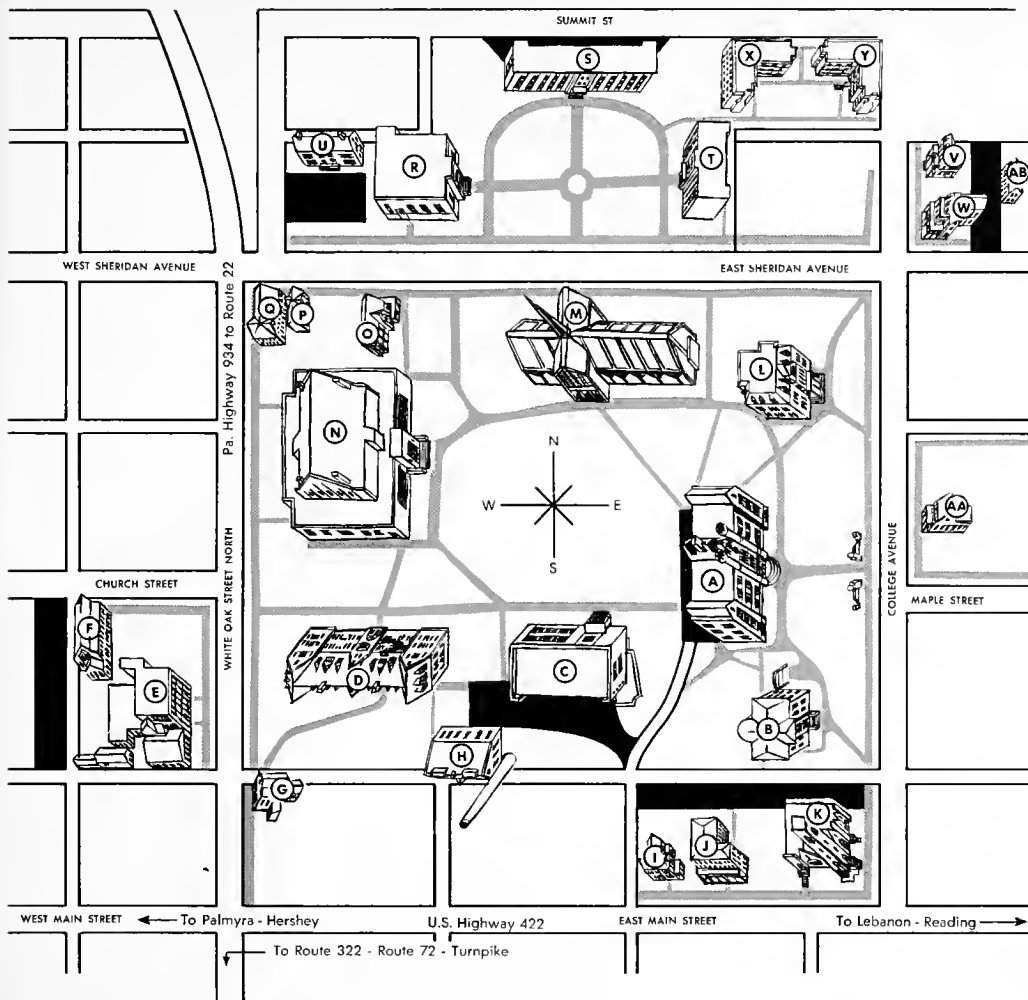 SUMMIT ST
S
X
Y
U
R
T
V
AB
W
WEST SHERIDAN AVENUE
EAST SHERIDAN AVENUE
Pa. Highway 934 to Route 22
Q
P
O
M
L
N
N
W
E
S
AA
A
CHURCH STREET
WHITE OAK STREET NORTH
COLLEGE AVENUE
MAPLE STREET
F
E
D
C
B
H
G
I
J
K
WEST MAIN STREET
To Palmyra - Hershey
U.S. Highway 422
EAST MAIN STREET
To Lebanon - Reading
To Route 322 - Route 72 - Turnpike